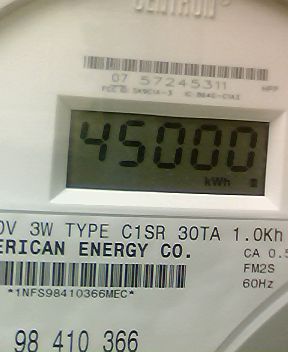 CENTRON®
07 57245311
45000
kWh
0V 3W TYPE C1SR 30TA 1.0Kh
ERICAN ENERGY CO.
CA 0.5
FM2S
60Hz
*1NFS98410366MEC*
98 410 366